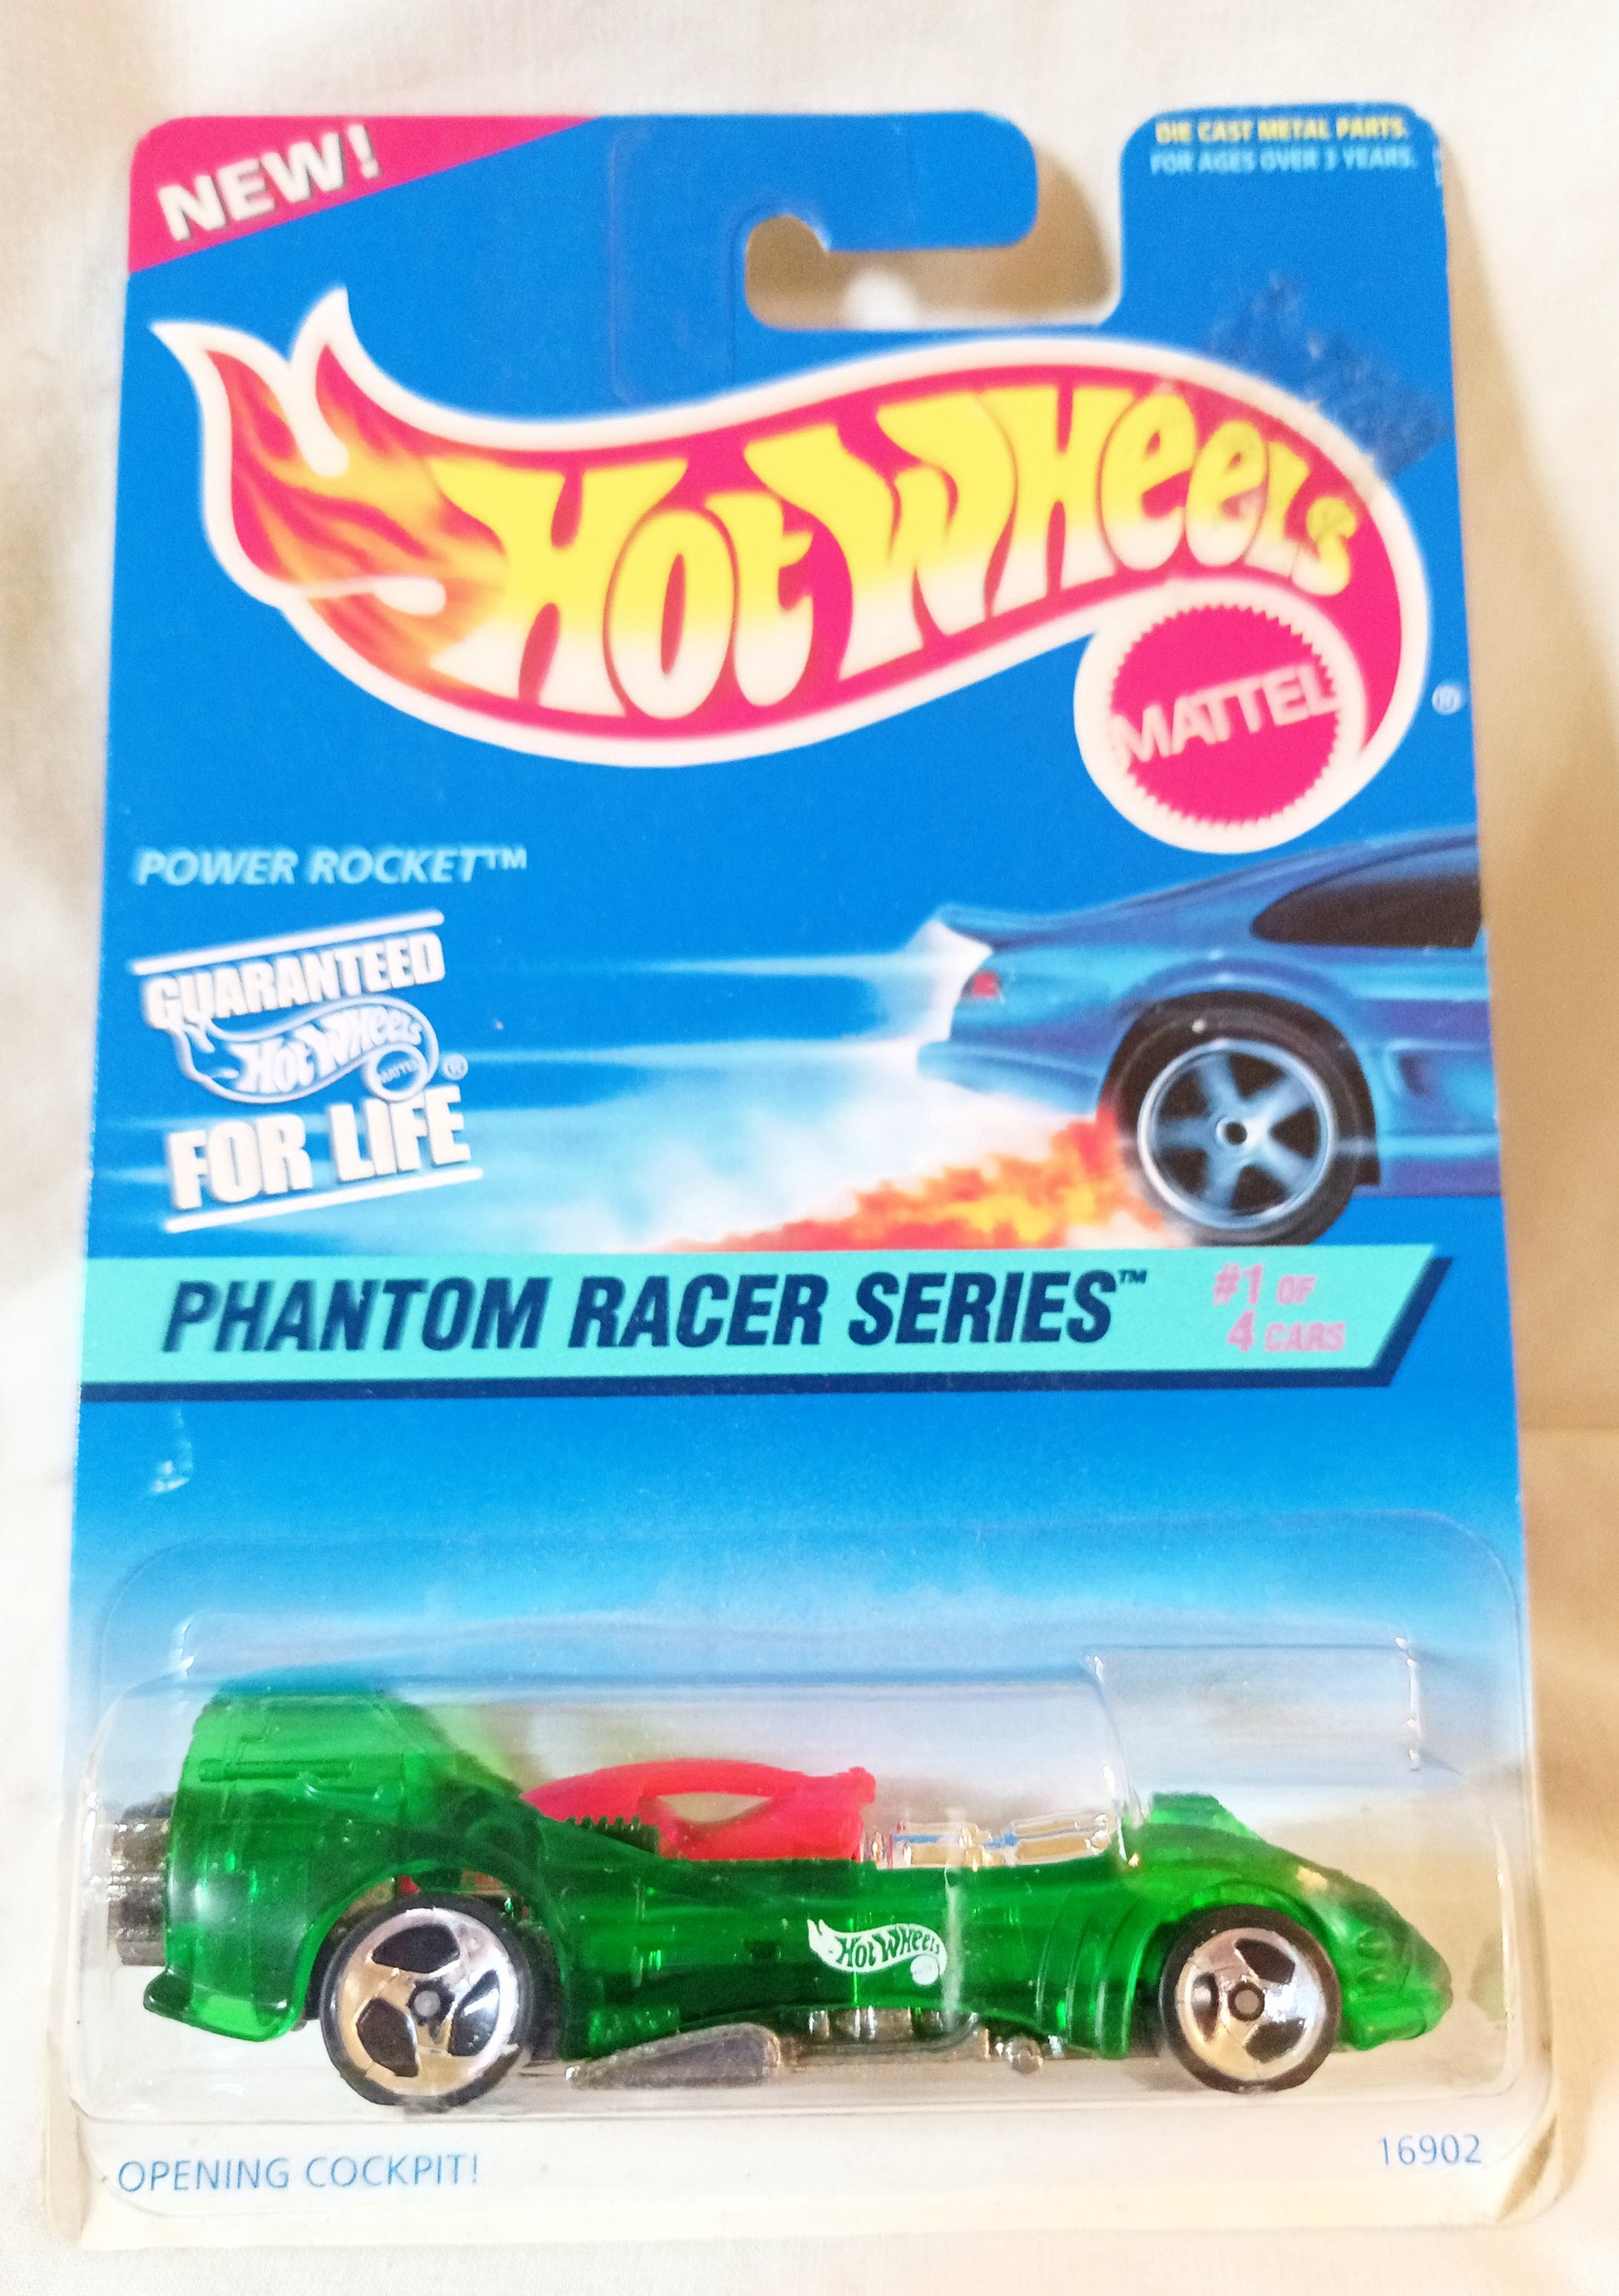 NEW!
DIE CAST METAL PARTS.
FOR AGES OVER 3 YEARS.
HOT WHEELS
MATTEL
®
POWER ROCKET™
GUARANTEED
HOT WHEELS
MATTEL
®
FOR LIFE
PHANTOM RACER SERIES™
#1 OF
4 CARS
HOT WHEELS
OPENING COCKPIT!
16902